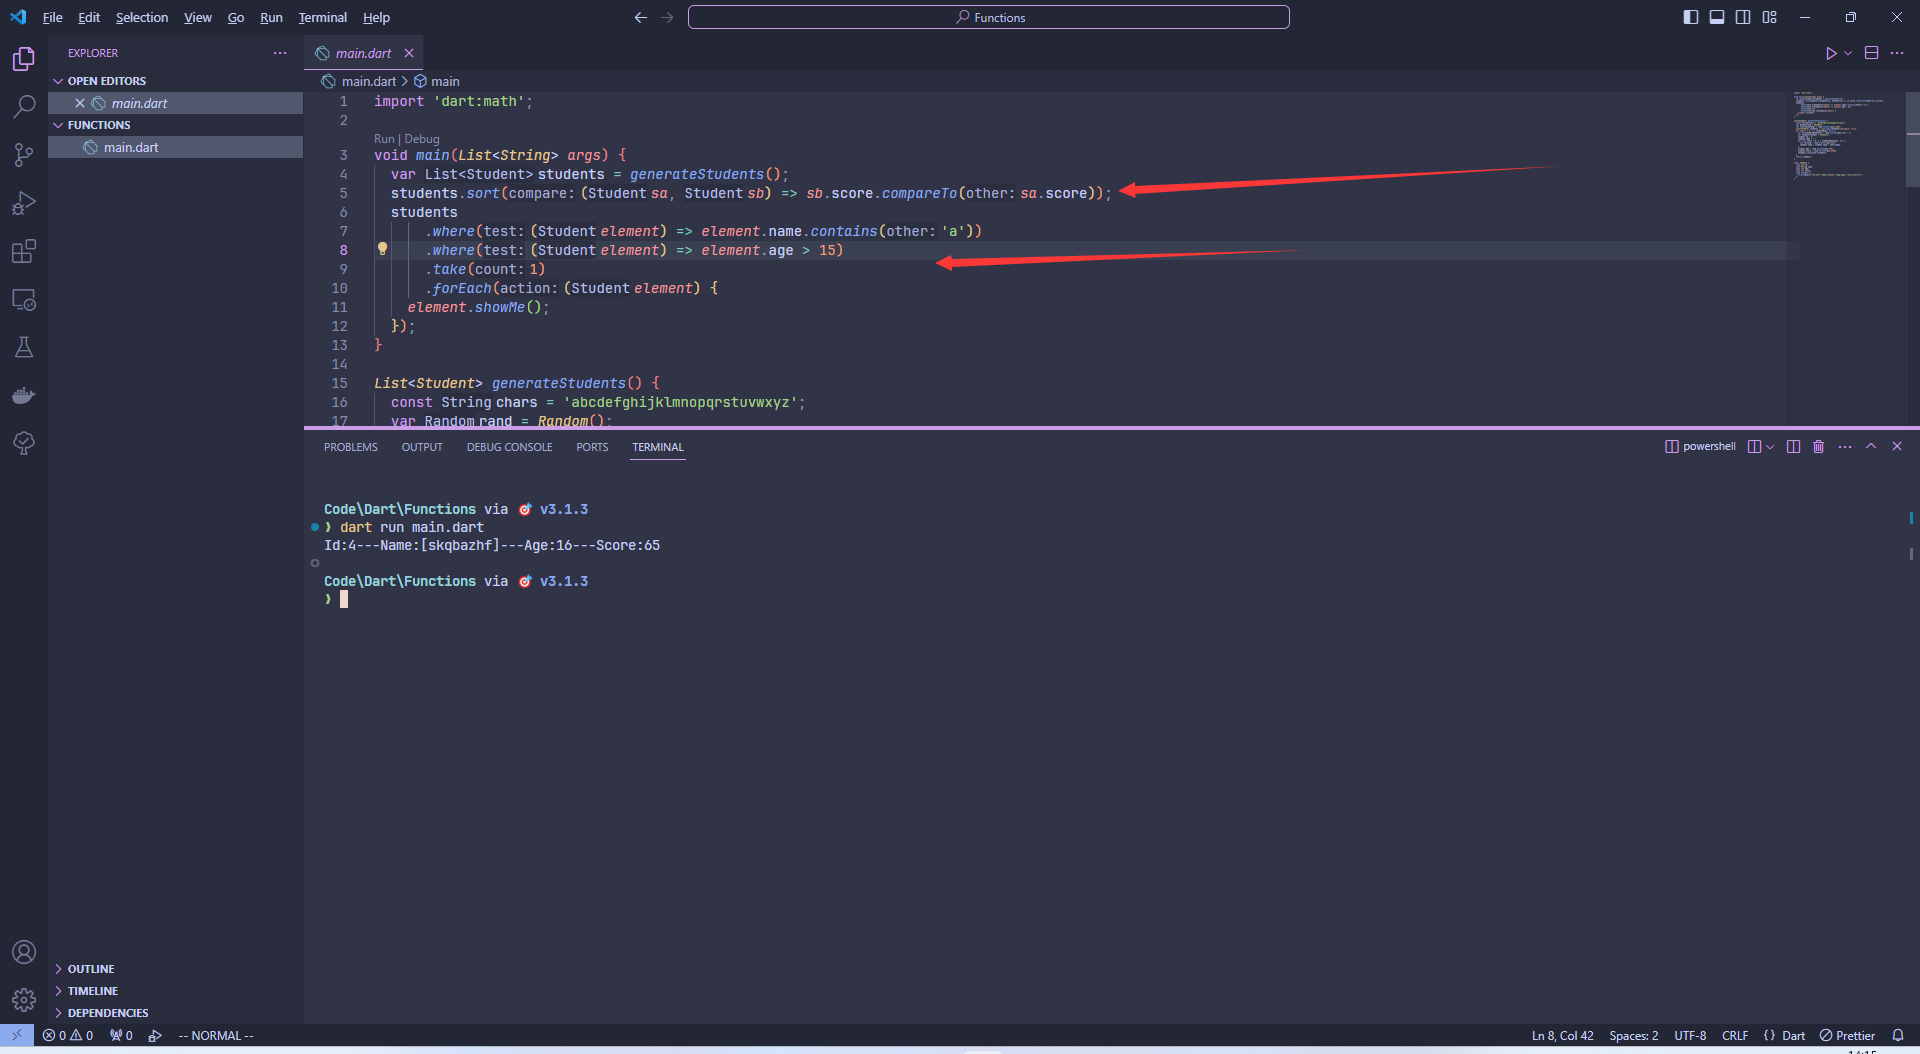 File Edit Selection View Go Run Terminal Help
Functions
EXPLORER
OPEN EDITORS
main.dart
FUNCTIONS
main.dart
OUTLINE
TIMELINE
DEPENDENCIES
main.dart
main.dart > main
1 import 'dart:math';
2
Run | Debug
3 void main(List<String> args) {
4 var List<Student> students = generateStudents();
5 students.sort(compare: (Student sa, Student sb) => sb.score.compareTo(other: sa.score));
6 students
7 .where(test: (Student element) => element.name.contains(other: 'a'))
8 .where(test: (Student element) => element.age > 15)
9 .take(count: 1)
10 .forEach(action: (Student element) {
11 element.showMe();
12 });
13 }
14
15 List<Student> generateStudents() {
16 const String chars = 'abcdefghijklmnopqrstuvwxyz';
17 var Random rand = Random();
PROBLEMS OUTPUT DEBUG CONSOLE PORTS TERMINAL
powershell
Code\Dart\Functions via 🎯 v3.1.3
❯ dart run main.dart
Id:4---Name:[skqbazhf]---Age:16---Score:65
Code\Dart\Functions via 🎯 v3.1.3
❯
0 0 0 -- NORMAL -- Ln 8, Col 42 Spaces: 2 UTF-8 CRLF { } Dart Prettier